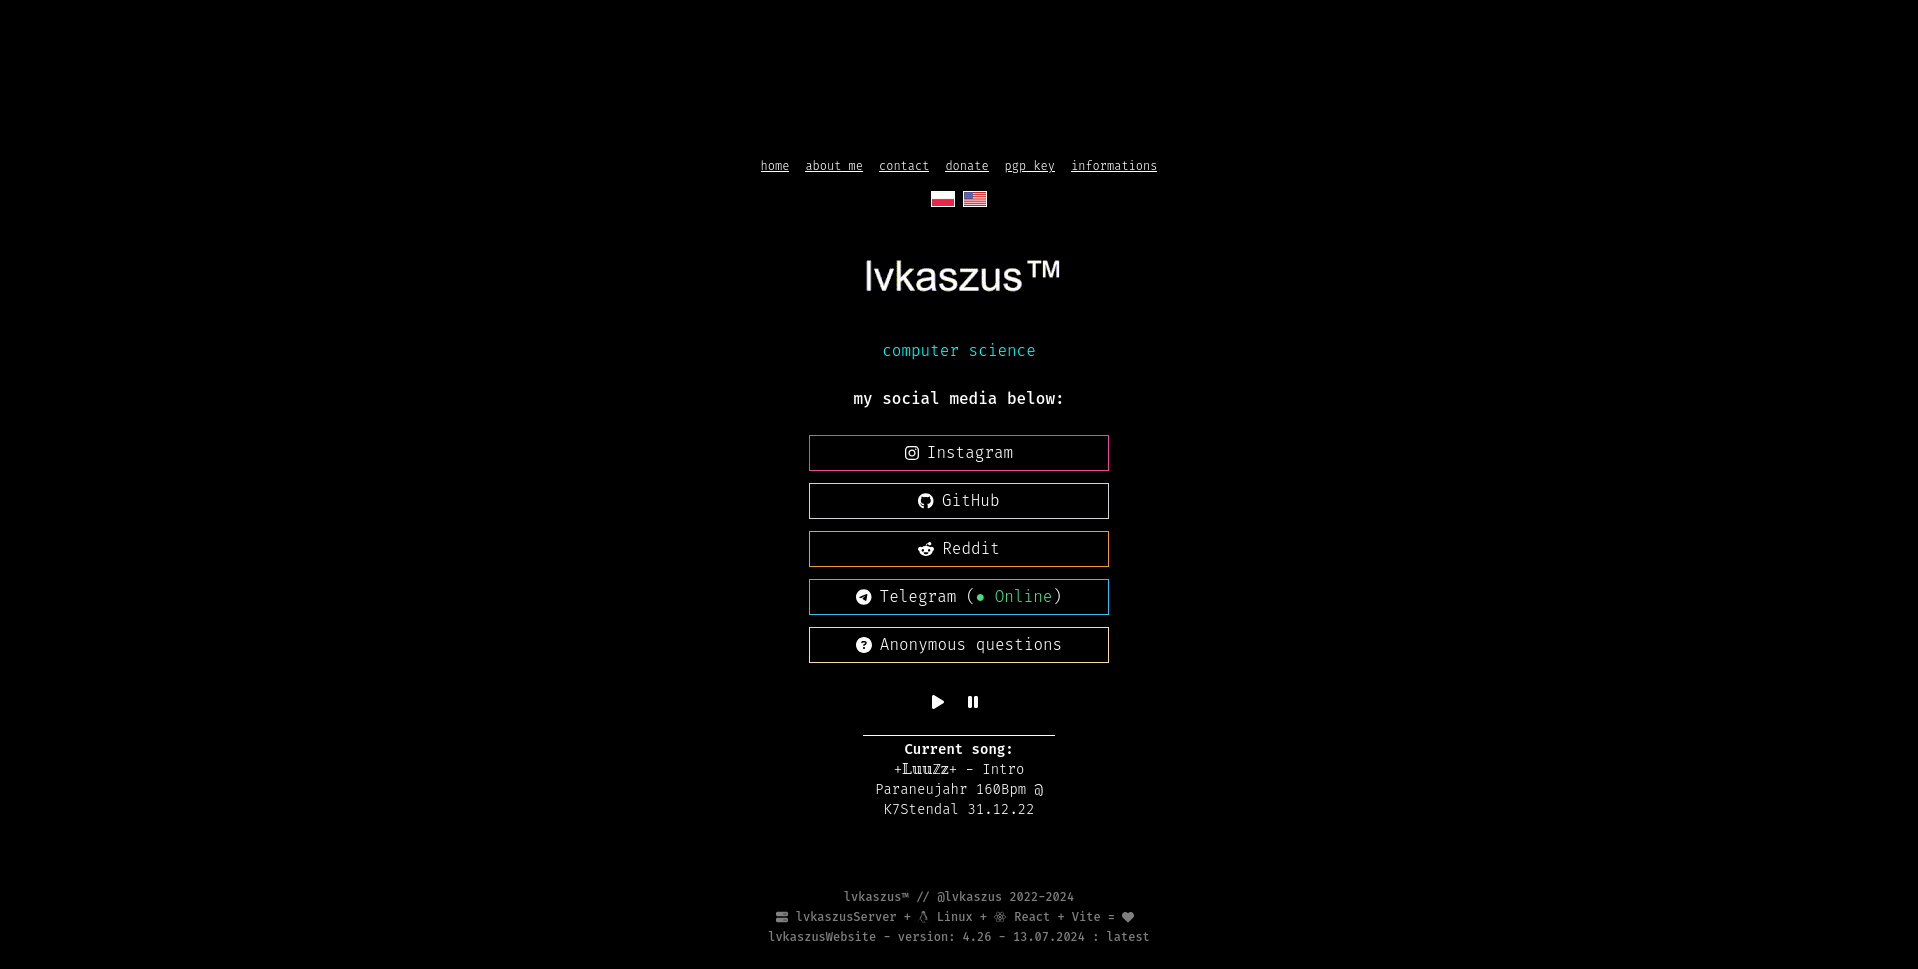 home about me contact donate pgp key informations
lvkaszus™
computer science
my social media below:
Instagram
GitHub
Reddit
Telegram (● Online)
Anonymous questions
Current song:
+𝕃𝕦𝕦ℤ𝕫+ - Intro
Paraneujahr 160Bpm @
K7Stendal 31.12.22
lvkaszus™ // @lvkaszus 2022-2024
lvkaszusServer + Linux + React + Vite =
lvkaszusWebsite - version: 4.26 - 13.07.2024 : latest